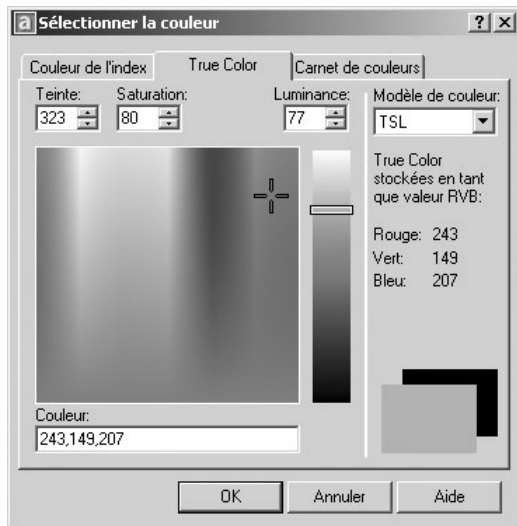 a Sélectionner la couleur ? ×
Couleur de l'index True Color Carnet de couleurs
Teinte: Saturation: Luminance: Modèle de couleur:
323 80 77 TSL
True Color
stockées en tant
que valeur RVB:
Rouge: 243
Vert: 149
Bleu: 207
Couleur:
243,149,207
OK Annuler Aide